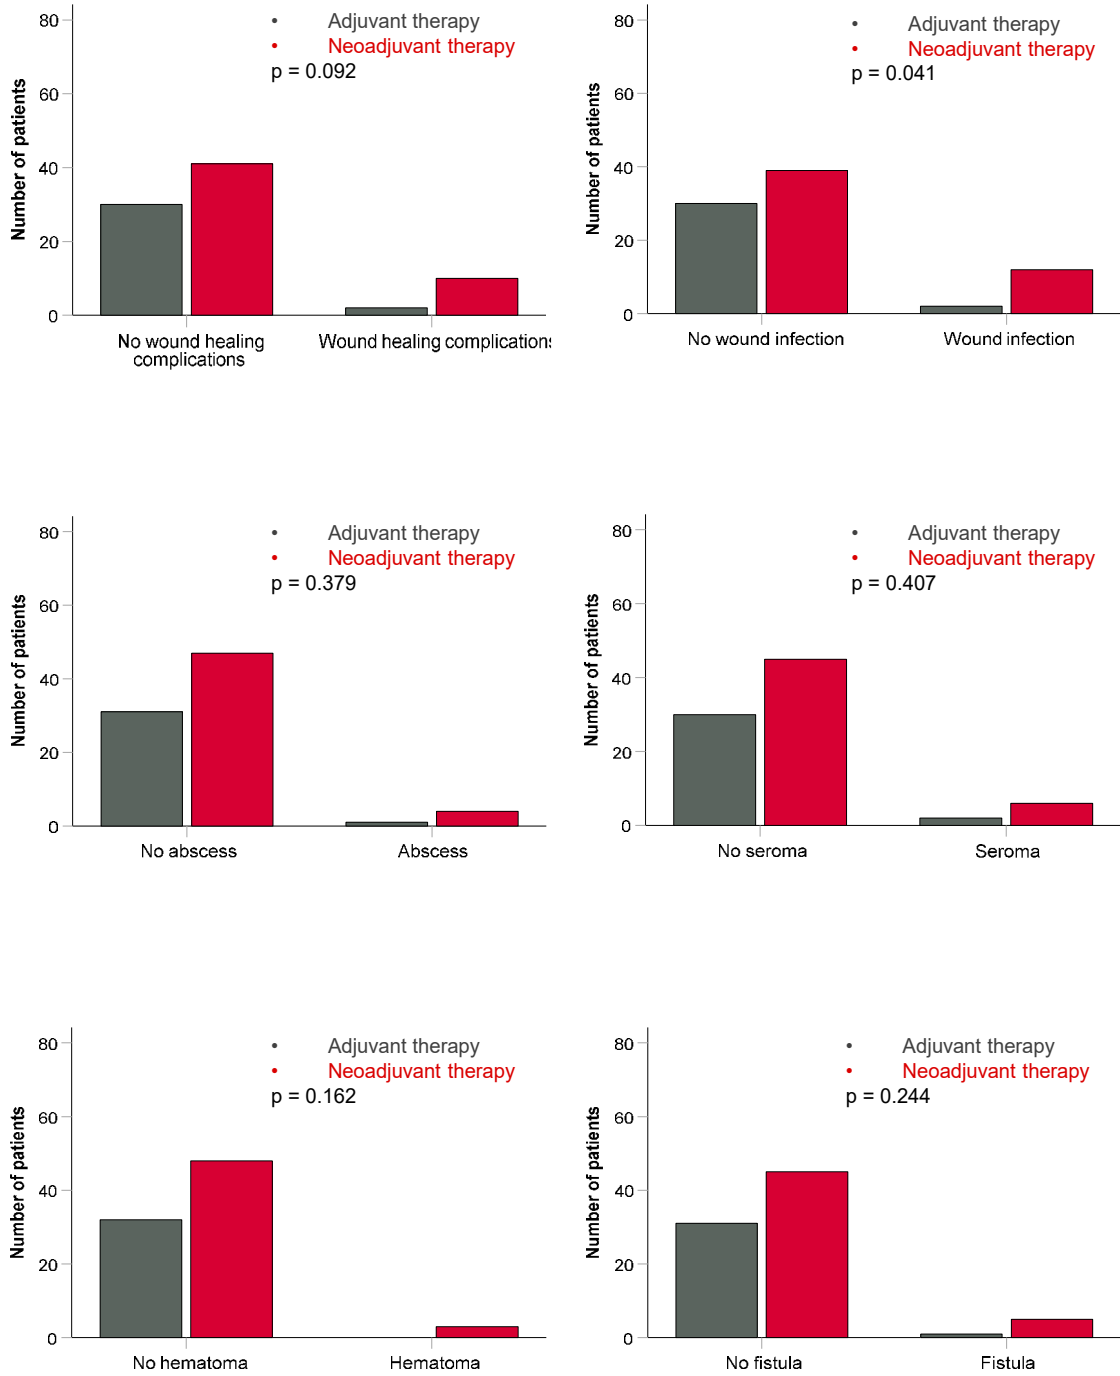 80
60
40
20
0
Number of patients
• Adjuvant therapy
• Neoadjuvant therapy
p = 0.092
No wound healing
complications
Wound healing complications
80
60
40
20
0
Number of patients
• Adjuvant therapy
• Neoadjuvant therapy
p = 0.041
No wound infection
Wound infection
80
60
40
20
0
Number of patients
• Adjuvant therapy
• Neoadjuvant therapy
p = 0.379
No abscess
Abscess
80
60
40
20
0
Number of patients
• Adjuvant therapy
• Neoadjuvant therapy
p = 0.407
No seroma
Seroma
80
60
40
20
0
Number of patients
• Adjuvant therapy
• Neoadjuvant therapy
p = 0.162
No hematoma
Hematoma
80
60
40
20
0
Number of patients
• Adjuvant therapy
• Neoadjuvant therapy
p = 0.244
No fistula
Fistula